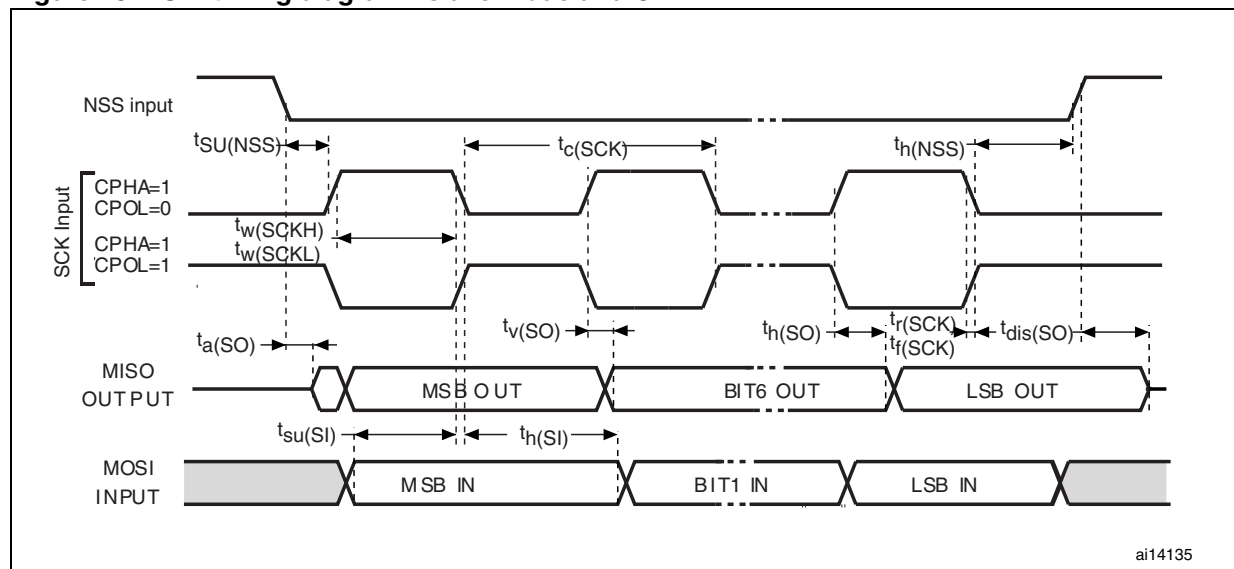 NSS input
tSU(NSS)
tc(SCK)
th(NSS)
SCK Input
CPHA=1
CPOL=0
tw(SCKH)
tw(SCKL)
CPHA=1
CPOL=1
ta(SO)
tv(SO)
th(SO)
tr(SCK)
tf(SCK)
tdis(SO)
MISO
OUTPUT
MSB OUT
BIT6 OUT
LSB OUT
tsu(SI)
th(SI)
MOSI
INPUT
MSB IN
BIT1 IN
LSB IN
ai14135